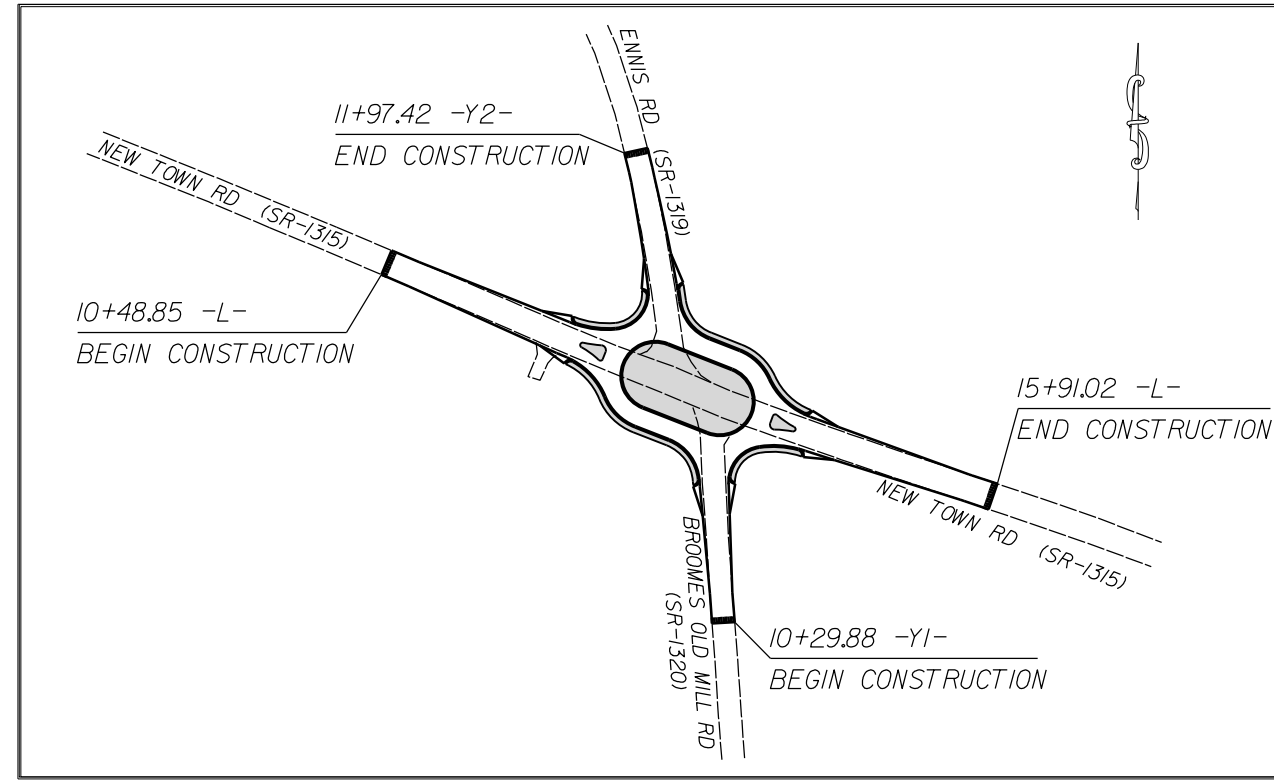 ENNIS RD (SR-1319)
11+97.42 -Y2-
END CONSTRUCTION
NEW TOWN RD (SR-1315)
10+48.85 -L-
BEGIN CONSTRUCTION
15+91.02 -L-
END CONSTRUCTION
NEW TOWN RD (SR-1315)
BROOMES OLD MILL RD
(SR-1320)
10+29.88 -Y1-
BEGIN CONSTRUCTION